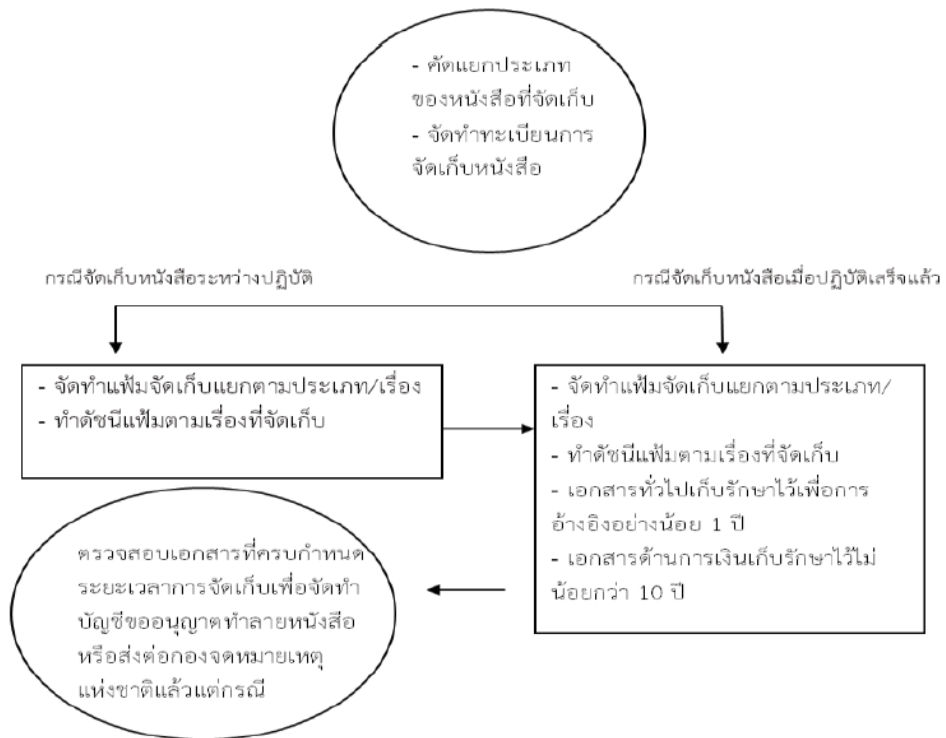 - คัดแยกประเภท
ของหนังสือที่จัดเก็บ
- จัดทำทะเบียนการ
จัดเก็บหนังสือ
กรณีจัดเก็บหนังสือระหว่างปฏิบัติ
กรณีจัดเก็บหนังสือเมื่อปฏิบัติเสร็จแล้ว
- จัดทำแฟ้มจัดเก็บแยกตามประเภท/เรื่อง
- ทำดัชนีแฟ้มตามเรื่องที่จัดเก็บ
- จัดทำแฟ้มจัดเก็บแยกตามประเภท/
เรื่อง
- ทำดัชนีแฟ้มตามเรื่องที่จัดเก็บ
- เอกสารทั่วไปเก็บรักษาไว้เพื่อการ
อ้างอิงอย่างน้อย 1 ปี
- เอกสารด้านการเงินเก็บรักษาไว้ไม่
น้อยกว่า 10 ปี
ตรวจสอบเอกสารที่ครบกำหนด
ระยะเวลาการจัดเก็บเพื่อจัดทำ
บัญชีขออนุญาตทำลายหนังสือ
หรือส่งต่อกองจดหมายเหตุ
แห่งชาติแล้วแต่กรณี